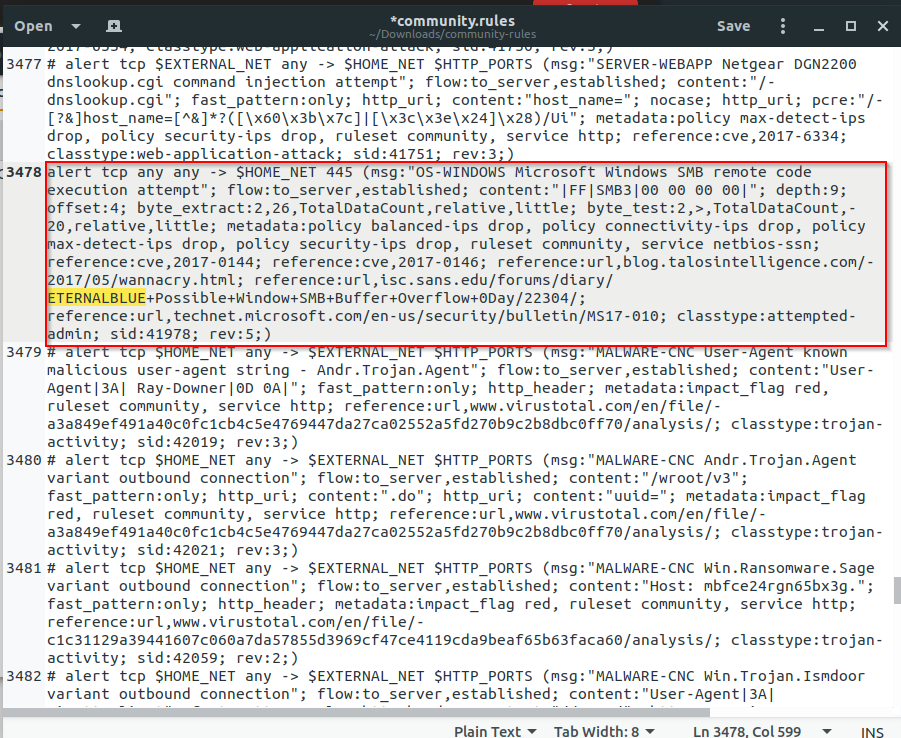 Open
*community.rules
~/Downloads/community-rules
Save
2017-6334; classtype:web-application-attack; sid:41750; rev:3;)
3477 # alert tcp $EXTERNAL_NET any -> $HOME_NET $HTTP_PORTS (msg:"SERVER-WEBAPP Netgear DGN2200
dnslookup.cgi command injection attempt"; flow:to_server,established; content:"/-
dnslookup.cgi"; fast_pattern:only; http_uri; content:"host_name="; nocase; http_uri; pcre:"/-
[?&]host_name=[^&]*?([\x60\x3b\x7c]|[\x3c\x3e\x24]\x28)/Ui"; metadata:policy max-detect-ips
drop, policy security-ips drop, ruleset community, service http; reference:cve,2017-6334;
classtype:web-application-attack; sid:41751; rev:3;)
3478 alert tcp any any -> $HOME_NET 445 (msg:"OS-WINDOWS Microsoft Windows SMB remote code
execution attempt"; flow:to_server,established; content:"|FF|SMB3|00 00 00 00|"; depth:9;
offset:4; byte_extract:2,26,TotalDataCount,relative,little; byte_test:2,>,TotalDataCount,-
20,relative,little; metadata:policy balanced-ips drop, policy connectivity-ips drop, policy
max-detect-ips drop, policy security-ips drop, ruleset community, service netbios-ssn;
reference:cve,2017-0144; reference:cve,2017-0146; reference:url,blog.talosintelligence.com/-
2017/05/wannacry.html; reference:url,isc.sans.edu/forums/diary/
ETERNALBLUE+Possible+Window+SMB+Buffer+Overflow+0Day/22304/;
reference:url,technet.microsoft.com/en-us/security/bulletin/MS17-010; classtype:attempted-
admin; sid:41978; rev:5;)
3479 # alert tcp $HOME_NET any -> $EXTERNAL_NET $HTTP_PORTS (msg:"MALWARE-CNC User-Agent known
malicious user-agent string - Andr.Trojan.Agent"; flow:to_server,established; content:"User-
Agent|3A| Ray-Downer|0D 0A|"; fast_pattern:only; http_header; metadata:impact_flag red,
ruleset community, service http; reference:url,www.virustotal.com/en/file/-
a3a849ef491a40c0fc1cb4c5e4769447da27ca02552a5fd270b9c2b8dbc0ff70/analysis/; classtype:trojan-
activity; sid:42019; rev:3;)
3480 # alert tcp $HOME_NET any -> $EXTERNAL_NET $HTTP_PORTS (msg:"MALWARE-CNC Andr.Trojan.Agent
variant outbound connection"; flow:to_server,established; content:"/wroot/v3";
fast_pattern:only; http_uri; content:".do"; http_uri; content:"uuid="; metadata:impact_flag
red, ruleset community, service http; reference:url,www.virustotal.com/en/file/-
a3a849ef491a40c0fc1cb4c5e4769447da27ca02552a5fd270b9c2b8dbc0ff70/analysis/; classtype:trojan-
activity; sid:42021; rev:3;)
3481 # alert tcp $HOME_NET any -> $EXTERNAL_NET $HTTP_PORTS (msg:"MALWARE-CNC Win.Ransomware.Sage
variant outbound connection"; flow:to_server,established; content:"Host: mbfce24rgn65bx3g.";
fast_pattern:only; http_header; metadata:impact_flag red, ruleset community, service http;
reference:url,www.virustotal.com/en/file/-
c1c31129a39441607c060a7da57855d3969cf47ce4119cda9beaf65b63faca60/analysis/; classtype:trojan-
activity; sid:42059; rev:2;)
3482 # alert tcp $HOME_NET any -> $EXTERNAL_NET $HTTP_PORTS (msg:"MALWARE-CNC Win.Trojan.Ismdoor
variant outbound connection"; flow:to_server,established; content:"User-Agent|3A|
Plain Text
Tab Width: 8
Ln 3478, Col 599
INS